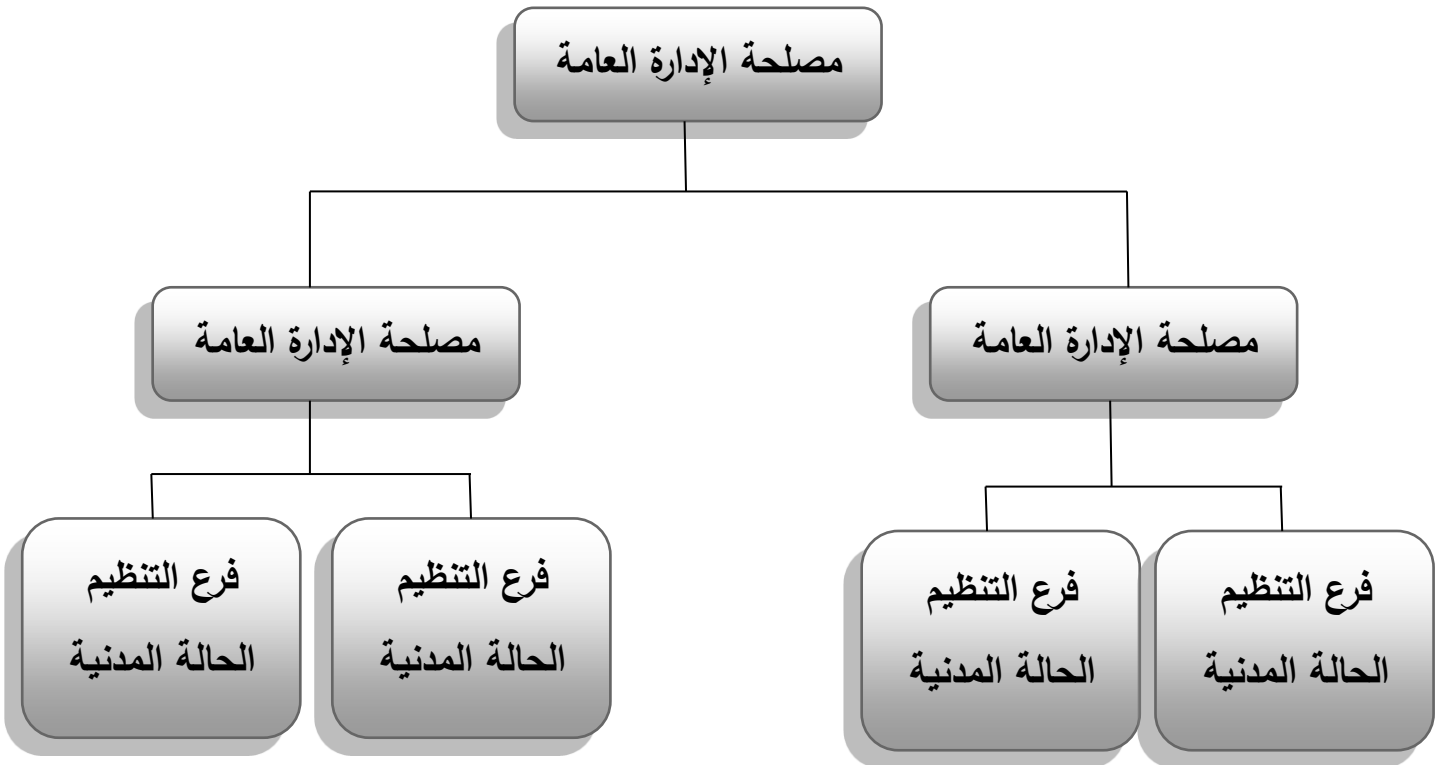 مصلحة الإدارة العامة
مصلحة الإدارة العامة
مصلحة الإدارة العامة
فرع التنظيم
الحالة المدنية
فرع التنظيم
الحالة المدنية
فرع التنظيم
الحالة المدنية
فرع التنظيم
الحالة المدنية